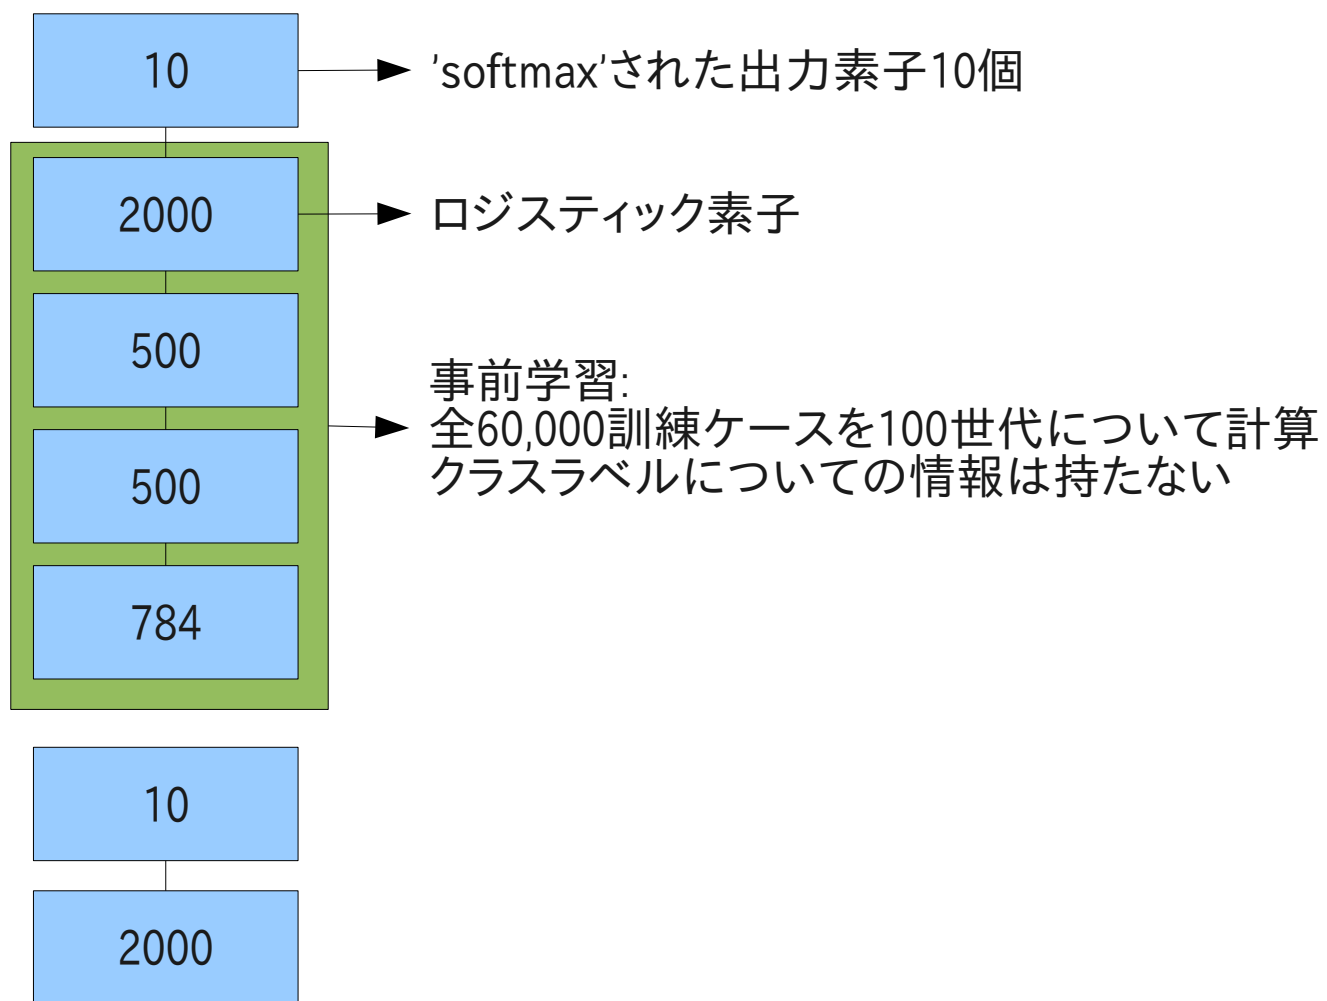 10
'softmax'された出力素子10個
2000
ロジスティック素子
500
事前学習:
全60,000訓練ケースを100世代について計算
クラスラベルについての情報は持たない
500
784
10
2000